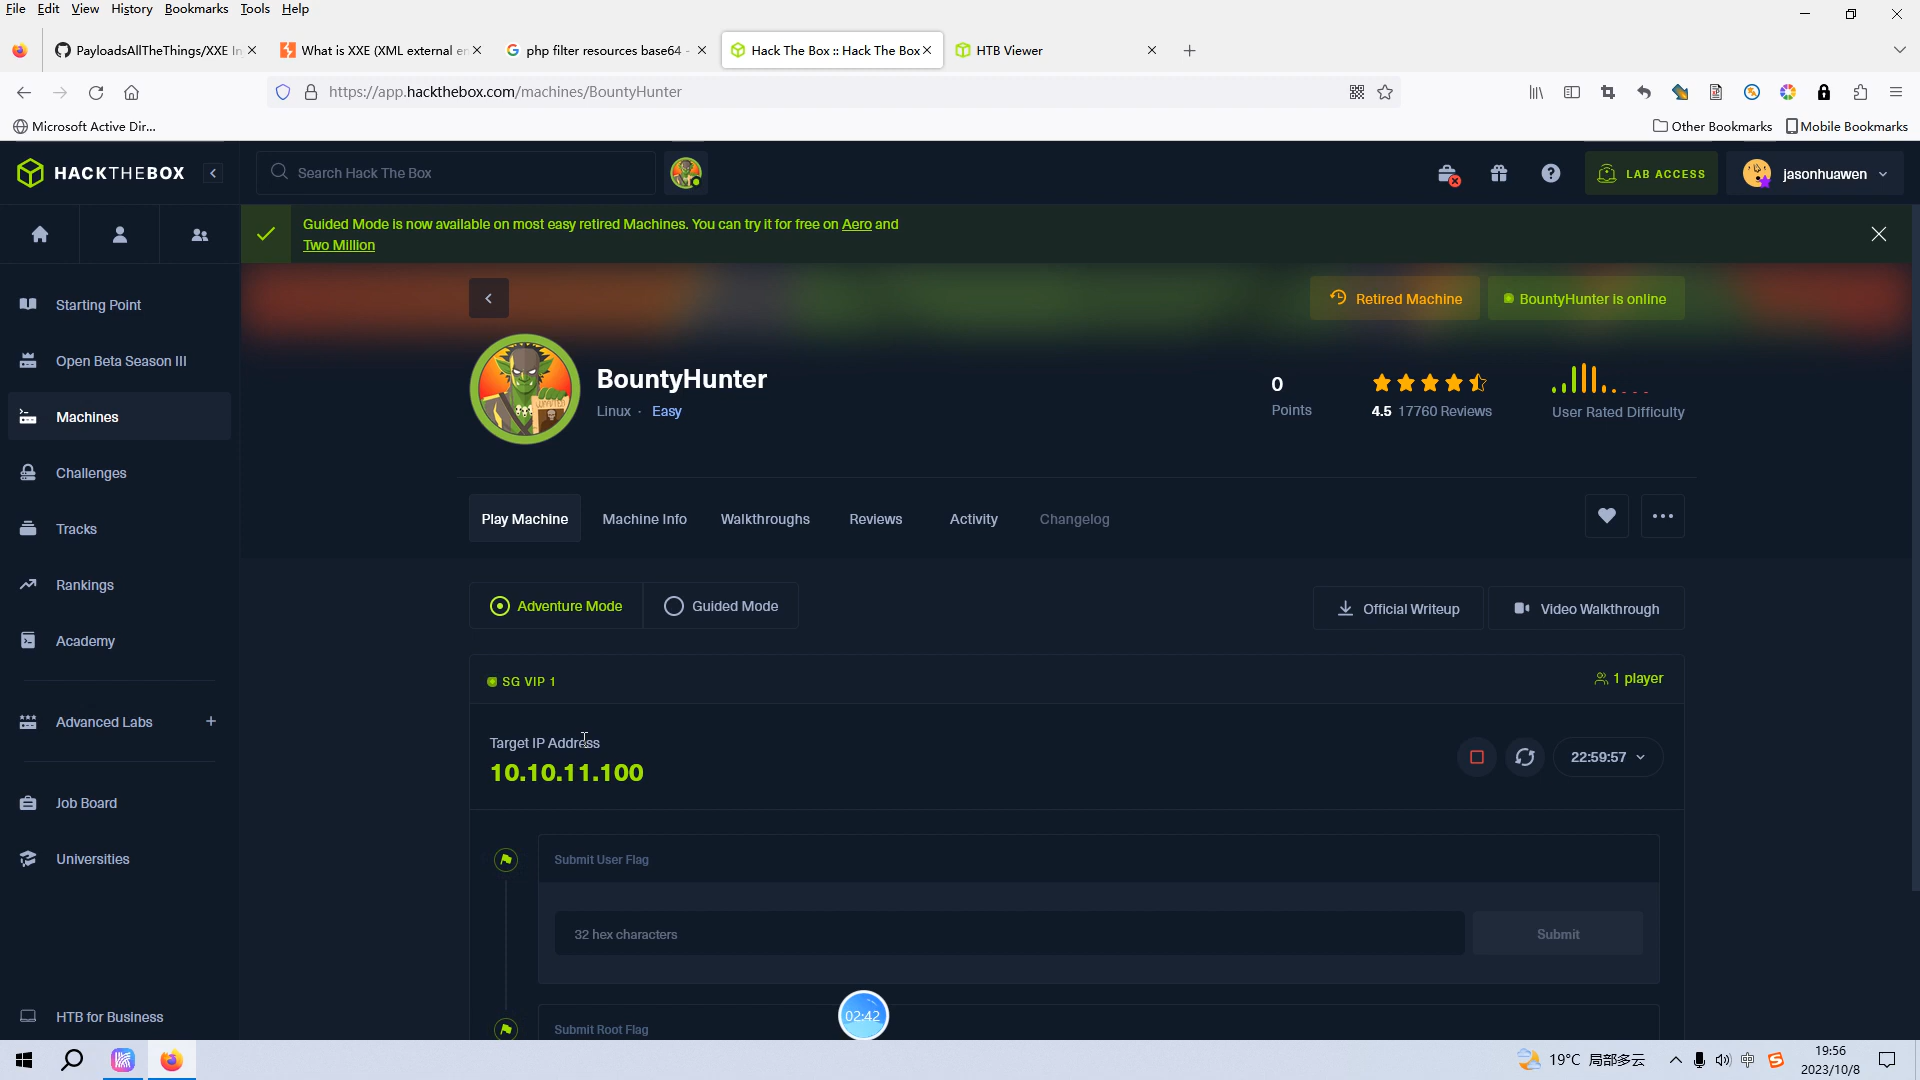 File Edit View History Bookmarks Tools Help
PayloadsAllTheThings/XXE In
What is XXE (XML external en
php filter resources base64 -
Hack The Box :: Hack The Box
HTB Viewer
https://app.hackthebox.com/machines/BountyHunter
Microsoft Active Dir...
Other Bookmarks
Mobile Bookmarks
HACKTHEBOX
Search Hack The Box
LAB ACCESS
jasonhuawen
Guided Mode is now available on most easy retired Machines. You can try it for free on Aero and
Two Million
Starting Point
Open Beta Season III
Machines
Challenges
Tracks
Rankings
Academy
Advanced Labs
Job Board
Universities
HTB for Business
Retired Machine
BountyHunter is online
BountyHunter
Linux · Easy
0
Points
4.5 17760 Reviews
User Rated Difficulty
Play Machine
Machine Info
Walkthroughs
Reviews
Activity
Changelog
Adventure Mode
Guided Mode
Official Writeup
Video Walkthrough
SG VIP 1
1 player
Target IP Address
10.10.11.100
22:59:57
Submit User Flag
32 hex characters
Submit
Submit Root Flag
02:42
19°C 局部多云
中
19:56
2023/10/8